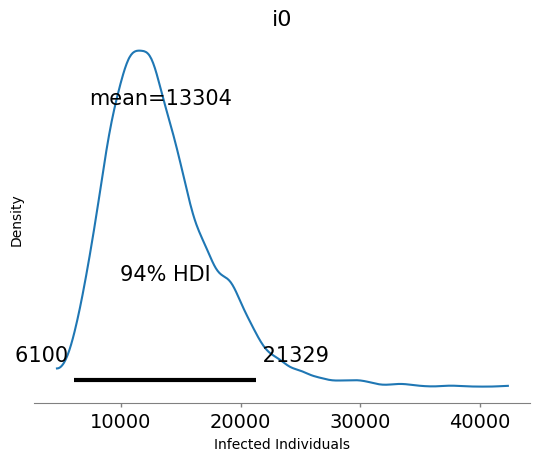 i0
mean=13304
94% HDI
6100
21329
Density
10000
20000
30000
40000
Infected Individuals